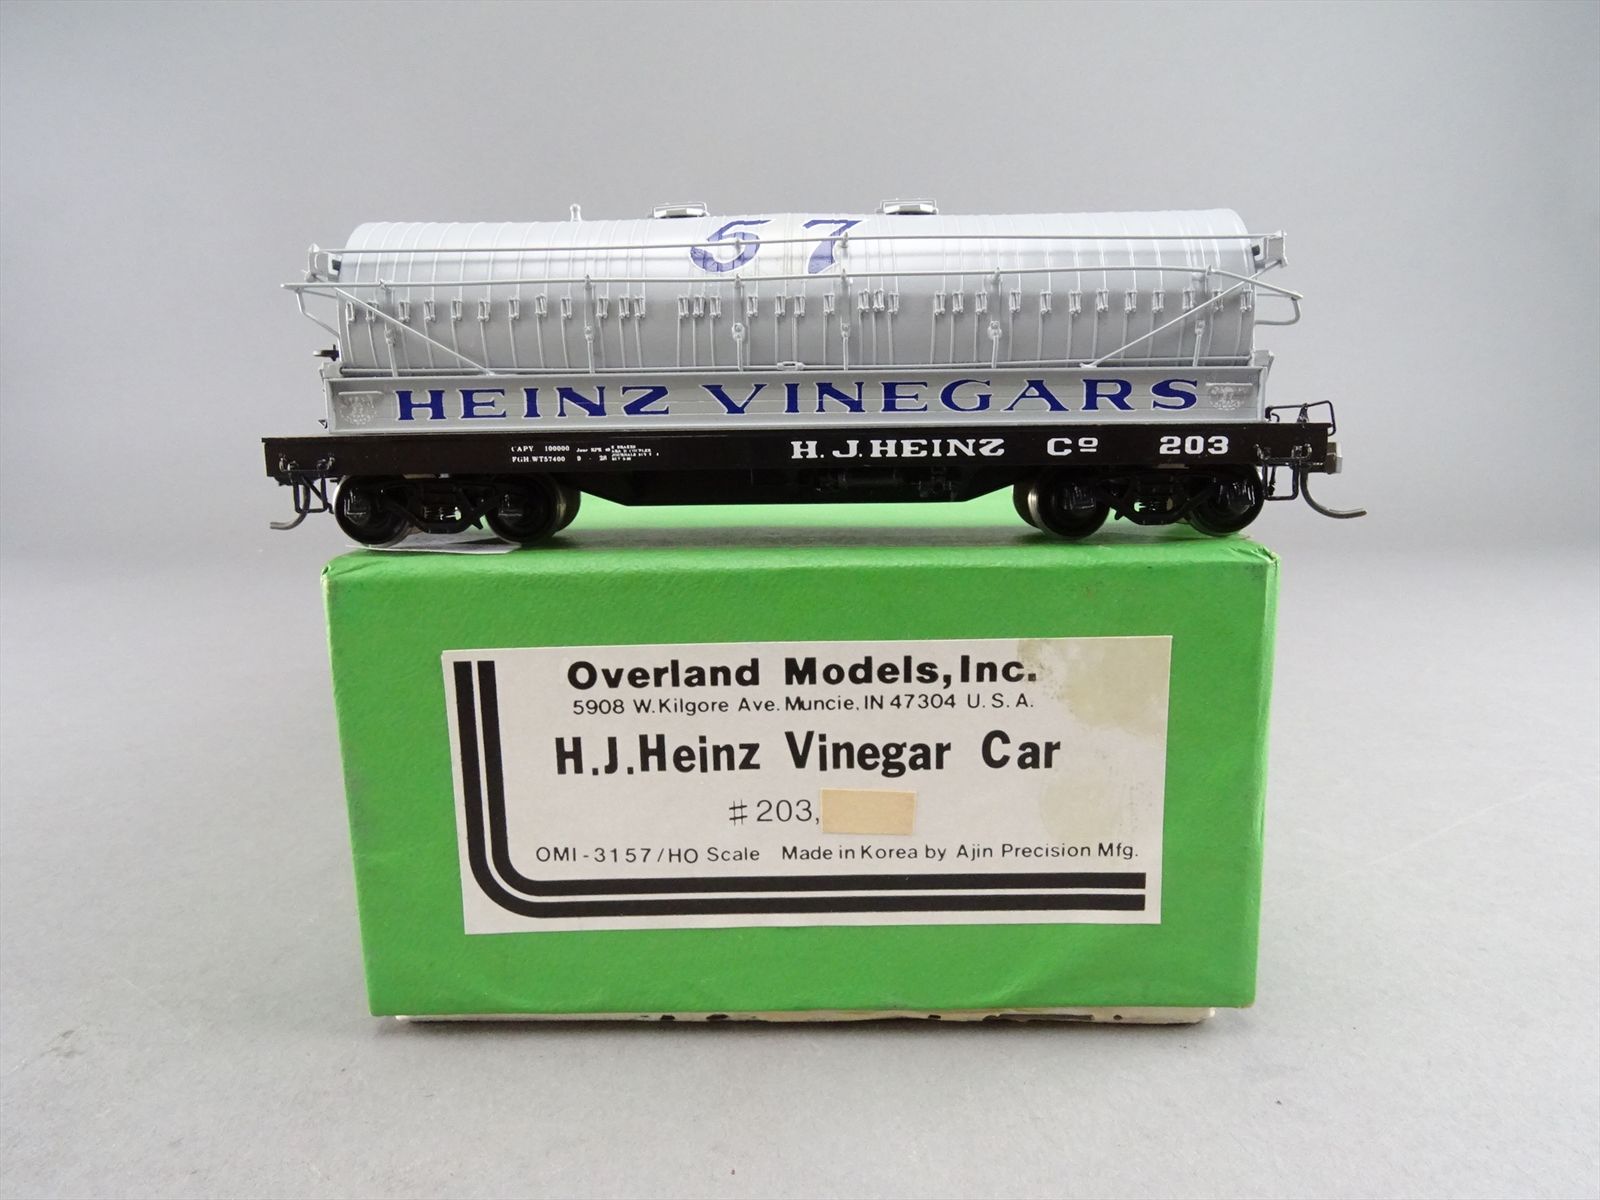 57
HEINZ VINEGARS
CAPY. 100000
H.J.HEINZ Co 203
Overland Models,Inc.
5908 W.Kilgore Ave. Muncie, IN 47304 U.S.A.
H.J.Heinz Vinegar Car
#203,
OMI-3157/HO Scale Made in Korea by Ajin Precision Mfg.